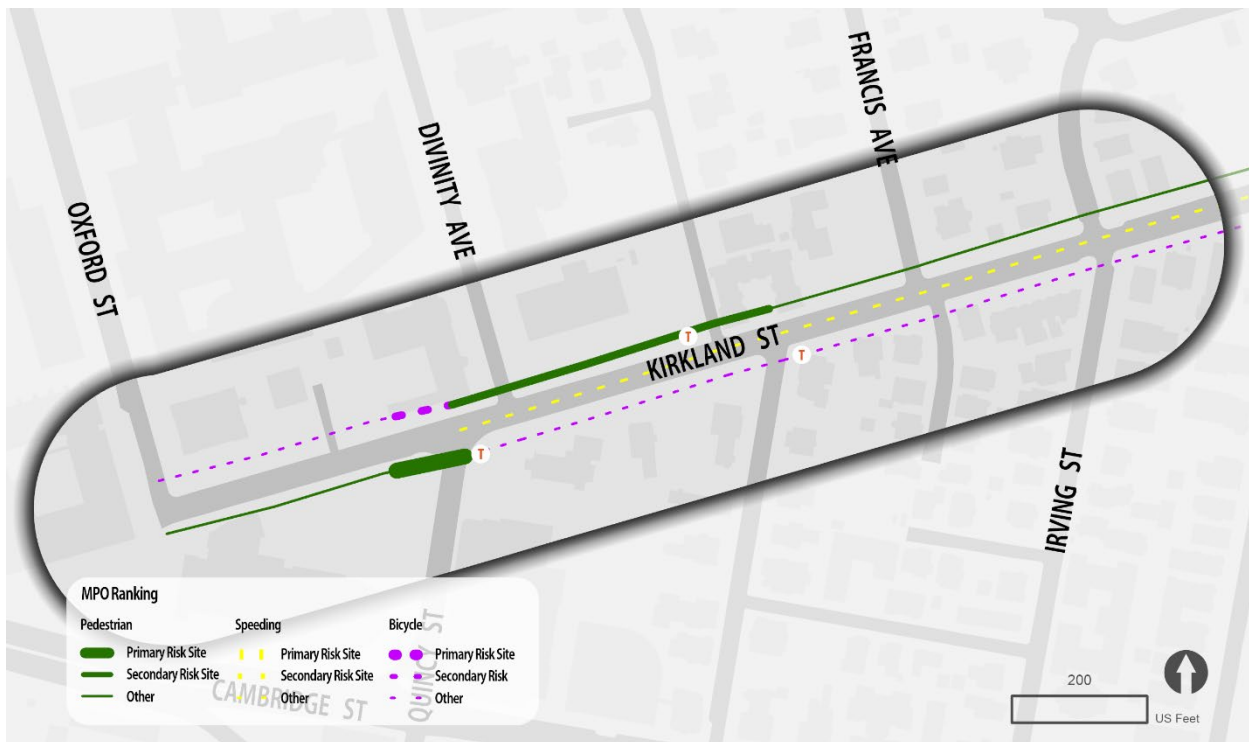 FRANCIS AVE
DIVINITY AVE
OXFORD ST
T
KIRKLAND ST
T
T
IRVING ST
MPO Ranking
Pedestrian
Primary Risk Site
Secondary Risk Site
Other
Speeding
Primary Risk Site
Secondary Risk Site
Other
Bicycle
Primary Risk Site
Secondary Risk
Other
QUINCY ST
CAMBRIDGE ST
200
US Feet